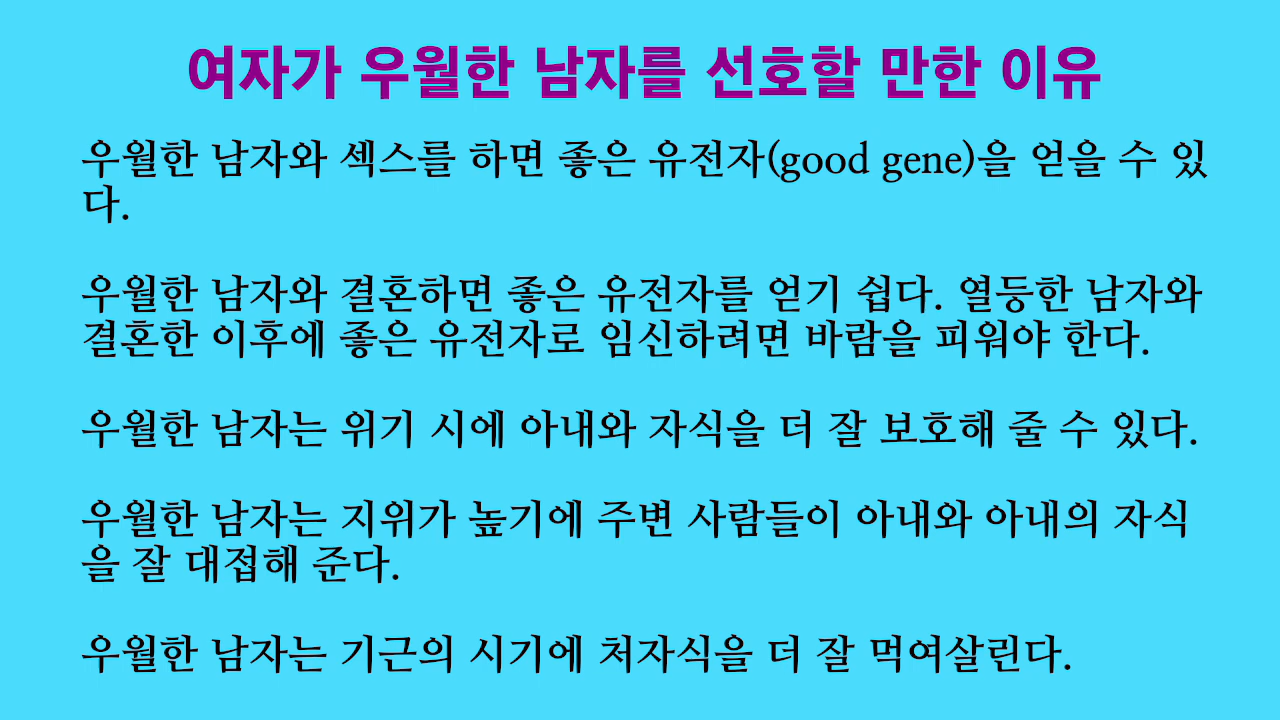 여자가 우월한 남자를 선호할 만한 이유
우월한 남자와 섹스를 하면 좋은 유전자(good gene)을 얻을 수 있
다.
우월한 남자와 결혼하면 좋은 유전자를 얻기 쉽다. 열등한 남자와
결혼한 이후에 좋은 유전자로 임신하려면 바람을 피워야 한다.
우월한 남자는 위기 시에 아내와 자식을 더 잘 보호해 줄 수 있다.
우월한 남자는 지위가 높기에 주변 사람들이 아내와 아내의 자식
을 잘 대접해 준다.
우월한 남자는 기근의 시기에 처자식을 더 잘 먹여살린다.